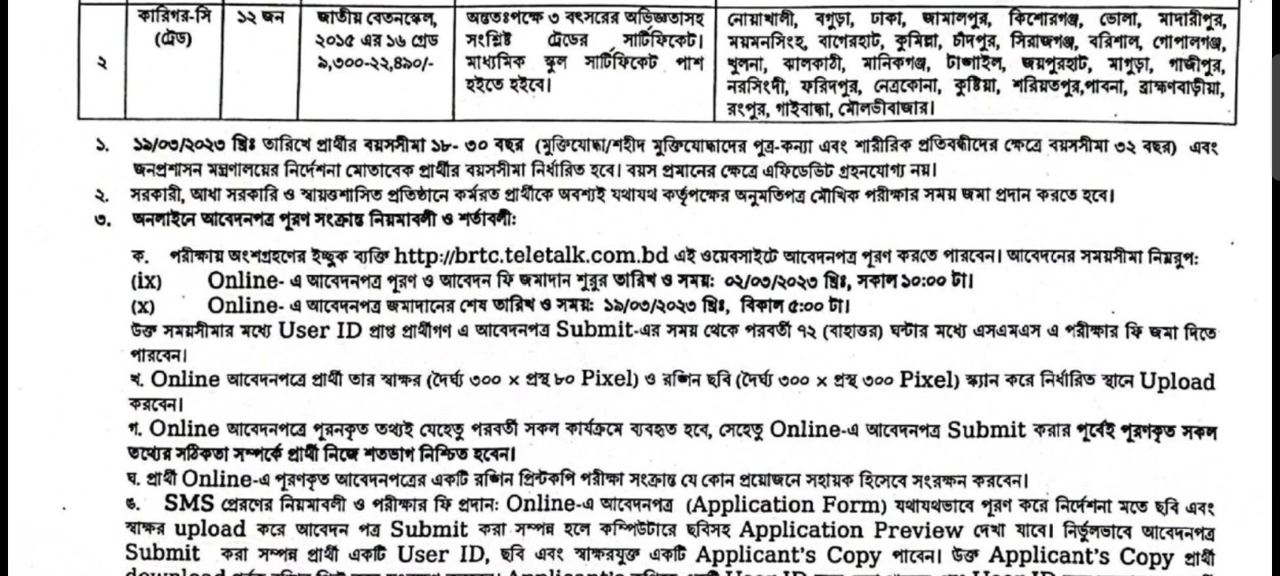 ২
কারিগর-সি
(ট্রেড)
১২ জন
জাতীয় বেতনস্কেল,
২০১৫ এর ১৬ গ্রেড
৯,৩০০-২২,৪৯০/-
অন্ততঃপক্ষে ৩ বৎসরের অভিজ্ঞতাসহ
সংশ্লিষ্ট ট্রেডের সার্টিফিকেট।
মাধ্যমিক স্কুল সার্টিফিকেট পাশ
হইতে হইবে।
নোয়াখালী, বগুড়া, ঢাকা, জামালপুর, কিশোরগঞ্জ, ভোলা, মাদারীপুর,
ময়মনসিংহ, বাগেরহাট, কুমিল্লা, চাঁদপুর, সিরাজগঞ্জ, বরিশাল, গোপালগঞ্জ,
খুলনা, ঝালকাঠী, মানিকগঞ্জ, টাঙ্গাইল, জয়পুরহাট, মাগুড়া, গাজীপুর,
নরসিংদী, ফরিদপুর, নেত্রকোনা, কুষ্টিয়া, শরিয়তপুর,পাবনা, ব্রাহ্মণবাড়ীয়া,
রংপুর, গাইবান্ধা, মৌলভীবাজার।
১. ১৯/০৩/২০২৩ খ্রিঃ তারিখে প্রার্থীর বয়সসীমা ১৮- ৩০ বছর (মুক্তিযোদ্ধা/শহীদ মুক্তিযোদ্ধাদের পুত্র-কন্যা এবং শারীরিক প্রতিবন্ধীদের ক্ষেত্রে বয়সসীমা ৩২ বছর) এবং
জনপ্রশাসন মন্ত্রণালয়ের নির্দেশনা মোতাবেক প্রার্থীর বয়সসীমা নির্ধারিত হবে। বয়স প্রমানের ক্ষেত্রে এফিডেভিট গ্রহনযোগ্য নয়।
২. সরকারী, আধা সরকারি ও স্বায়ত্তশাসিত প্রতিষ্ঠানে কর্মরত প্রার্থীকে অবশ্যই যথাযথ কর্তৃপক্ষের অনুমতিপত্র মৌখিক পরীক্ষার সময় জমা প্রদান করতে হবে।
৩. অনলাইনে আবেদনপত্র পূরণ সংক্রান্ত নিয়মাবলী ও শর্তাবলী:
ক. পরীক্ষায় অংশগ্রহণের ইচ্ছুক ব্যক্তি http://brtc.teletalk.com.bd এই ওয়েবসাইটে আবেদনপত্র পূরণ করতে পারবেন। আবেদনের সময়সীমা নিম্নরুপ:
(ix) Online- এ আবেদনপত্র পূরণ ও আবেদন ফি জমাদান শুরুর তারিখ ও সময়: ০২/০৩/২০২৩ খ্রিঃ, সকাল ১০:০০ টা।
(x) Online- এ আবেদনপত্র জমাদানের শেষ তারিখ ও সময়: ১৯/০৩/২০২৩ খ্রিঃ, বিকাল ৫:০০ টা।
উক্ত সময়সীমার মধ্যে User ID প্রাপ্ত প্রার্থীগণ এ আবেদনপত্র Submit-এর সময় থেকে পরবর্তী ৭২ (বাহাত্তর) ঘন্টার মধ্যে এসএমএস এ পরীক্ষার ফি জমা দিতে
পারবেন।
খ. Online আবেদনপত্রে প্রার্থী তার স্বাক্ষর (দৈর্ঘ্য ৩০০ × প্রস্থ ৮০ Pixel) ও রঙ্গিন ছবি (দৈর্ঘ্য ৩০০ × প্রস্থ ৩০০ Pixel) স্ক্যান করে নির্ধারিত স্থানে Upload
করবেন।
গ. Online আবেদনপত্রে পূরনকৃত তথ্যই যেহেতু পরবর্তী সকল কার্যক্রমে ব্যবহৃত হবে, সেহেতু Online-এ আবেদনপত্র Submit করার পূর্বেই পূরণকৃত সকল
তথ্যের সঠিকতা সম্পর্কে প্রার্থী নিজে শতভাগ নিশ্চিত হবেন।
ঘ. প্রার্থী Online-এ পূরণকৃত আবেদনপত্রের একটি রঙ্গিন প্রিন্টকপি পরীক্ষা সংক্রান্ত যে কোন প্রয়োজনে সহায়ক হিসেবে সংরক্ষন করবেন।
ঙ. SMS প্রেরণের নিয়মাবলী ও পরীক্ষার ফি প্রদান: Online-এ আবেদনপত্র (Application Form) যথাযথভাবে পূরণ করে নির্দেশনা মতে ছবি এবং
স্বাক্ষর upload করে আবেদন পত্র Submit করা সম্পন্ন হলে কম্পিউটারে ছবিসহ Application Preview দেখা যাবে। নির্ভুলভাবে আবেদনপত্র
Submit করা সম্পন্ন প্রার্থী একটি User ID, ছবি এবং স্বাক্ষরযুক্ত একটি Applicant's Copy পাবেন। উক্ত Applicant's Copy প্রার্থী